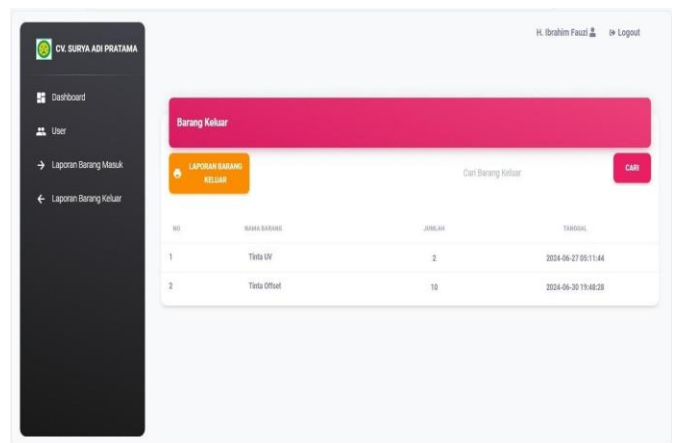 H. Ibrahim Fauzi Logout
CV. SURYA ADI PRATAMA
Dashboard
User
Laporan Barang Masuk
Laporan Barang Keluar
Barang Keluar
LAPORAN BARANG
KELUAR
Cari Barang Keluar
CARI
NO NAMA BARANG JUMLAH TANGGAL
1 Tinta UV 2 2024-06-27 05:11:44
2 Tinta Offset 10 2024-06-30 19:48:28